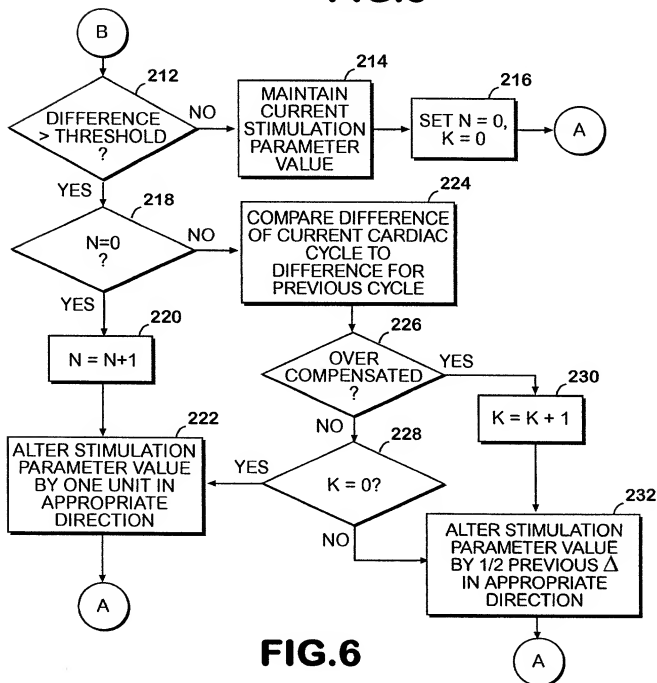 B
212
DIFFERENCE
> THRESHOLD
?
NO
YES
214
MAINTAIN
CURRENT
STIMULATION
PARAMETER
VALUE
216
SET N = 0,
K = 0
A
218
N=0
?
NO
YES
224
COMPARE DIFFERENCE
OF CURRENT CARDIAC
CYCLE TO
DIFFERENCE FOR
PREVIOUS CYCLE
220
N = N+1
226
OVER
COMPENSATED
?
YES
NO
230
K = K + 1
222
ALTER STIMULATION
PARAMETER VALUE
BY ONE UNIT IN
APPROPRIATE
DIRECTION
228
K = 0?
YES
NO
232
ALTER STIMULATION
PARAMETER VALUE
BY 1/2 PREVIOUS Δ
IN APPROPRIATE
DIRECTION
A
A
FIG.6